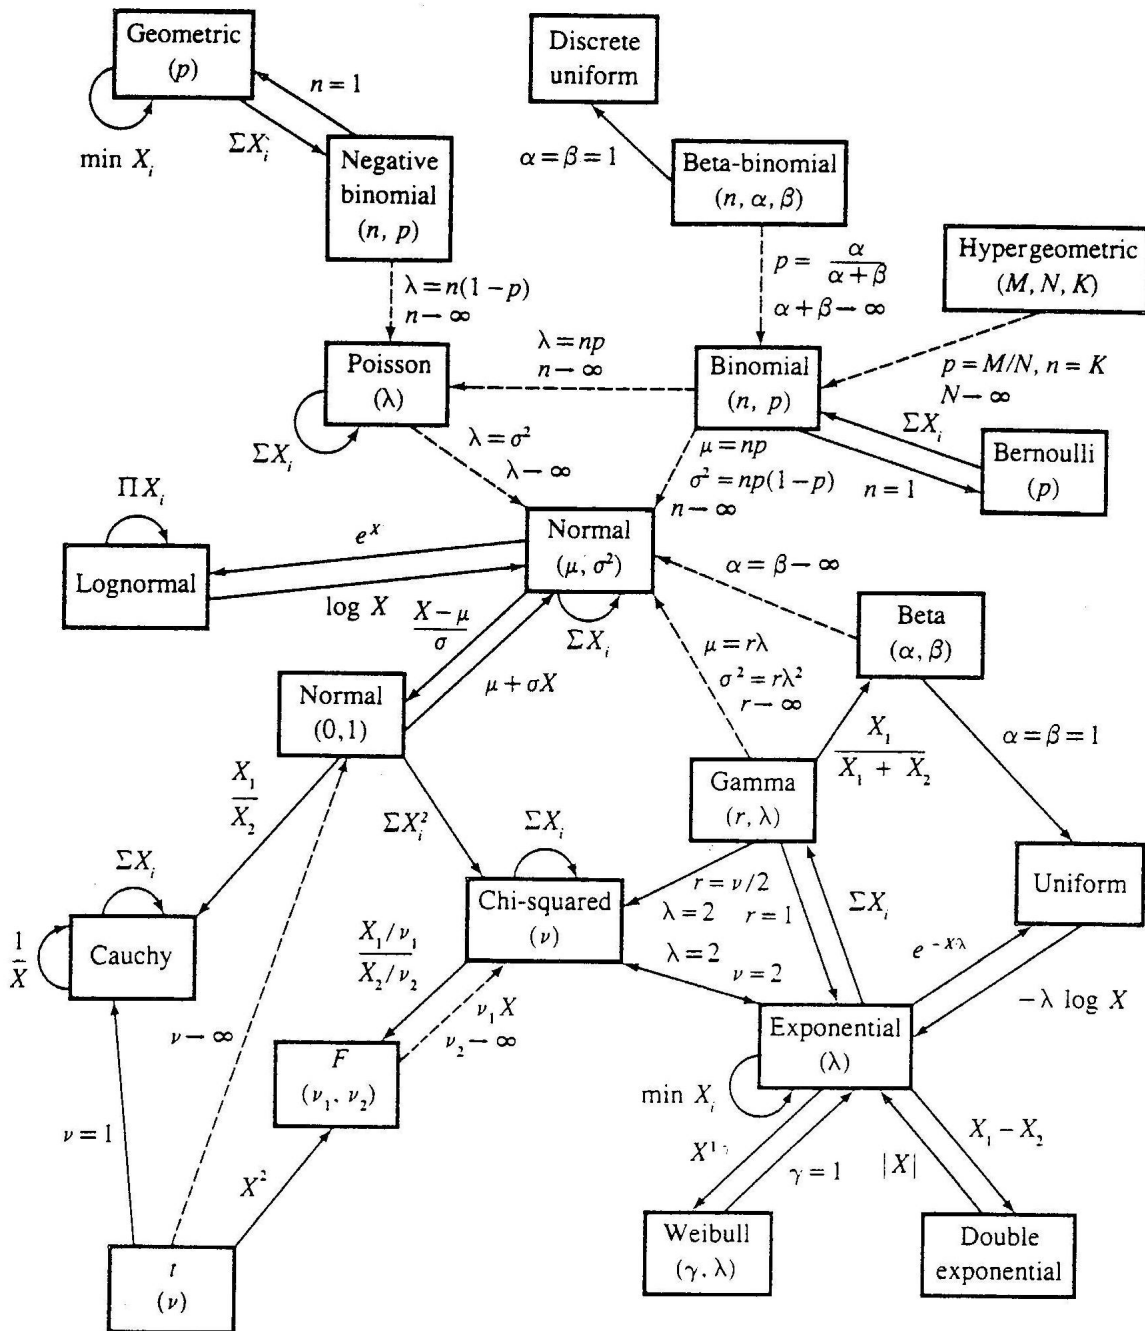 Geometric
(p)
n = 1
min X_i
ΣX_i
Negative
binomial
(n, p)
Discrete
uniform
α = β = 1
Beta-binomial
(n, α, β)
p = α / (α + β)
α + β → ∞
Hypergeometric
(M, N, K)
λ = n(1 − p)
n → ∞
Poisson
(λ)
λ = np
n → ∞
Binomial
(n, p)
p = M/N, n = K
N → ∞
ΣX_i
Bernoulli
(p)
n = 1
ΣX_i
λ = σ²
λ → ∞
μ = np
σ² = np(1 − p)
n → ∞
ΠX_i
Lognormal
e^X
log X
Normal
(μ, σ²)
ΣX_i
α = β → ∞
Beta
(α, β)
(X − μ) / σ
μ + σX
Normal
(0, 1)
μ = rλ
σ² = rλ²
r → ∞
X_1 / (X_1 + X_2)
α = β = 1
Gamma
(r, λ)
X_1 / X_2
ΣX_i²
ΣX_i
Uniform
ΣX_i
Cauchy
1 / X
Chi-squared
(ν)
r = ν/2
λ = 2
r = 1
ΣX_i
λ = 2
ν = 2
e^{−X/λ}
−λ log X
(X_1/ν_1) / (X_2/ν_2)
ν_1 X
ν_2 → ∞
ν → ∞
F
(ν_1, ν_2)
Exponential
(λ)
min X_i
ν = 1
X²
X^{1/γ}
γ = 1
|X|
X_1 − X_2
t
(ν)
Weibull
(γ, λ)
Double
exponential